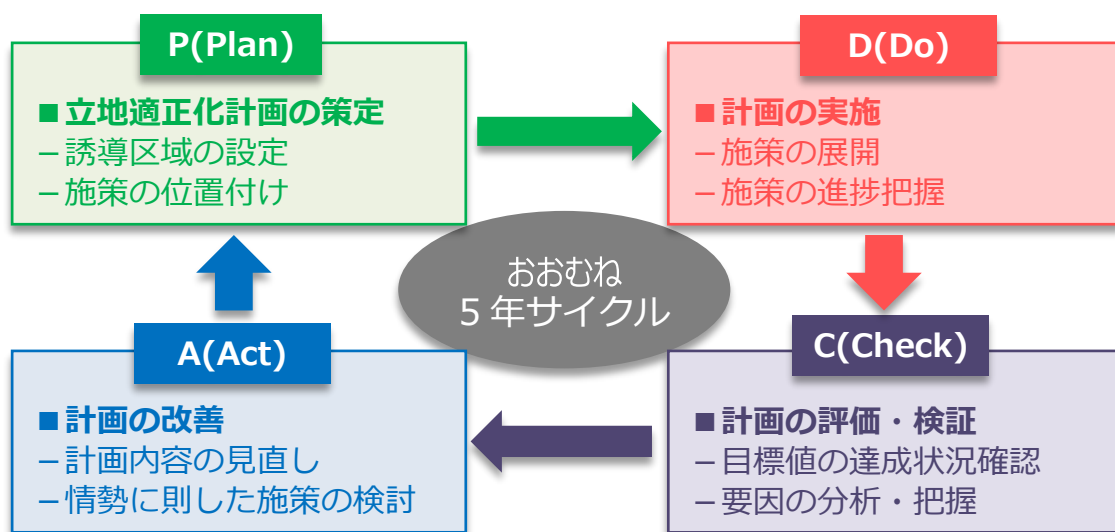 P(Plan)
■立地適正化計画の策定
－誘導区域の設定
－施策の位置付け
D(Do)
■計画の実施
－施策の展開
－施策の進捗把握
おおむね
5年サイクル
A(Act)
■計画の改善
－計画内容の見直し
－情勢に則した施策の検討
C(Check)
■計画の評価・検証
－目標値の達成状況確認
－要因の分析・把握